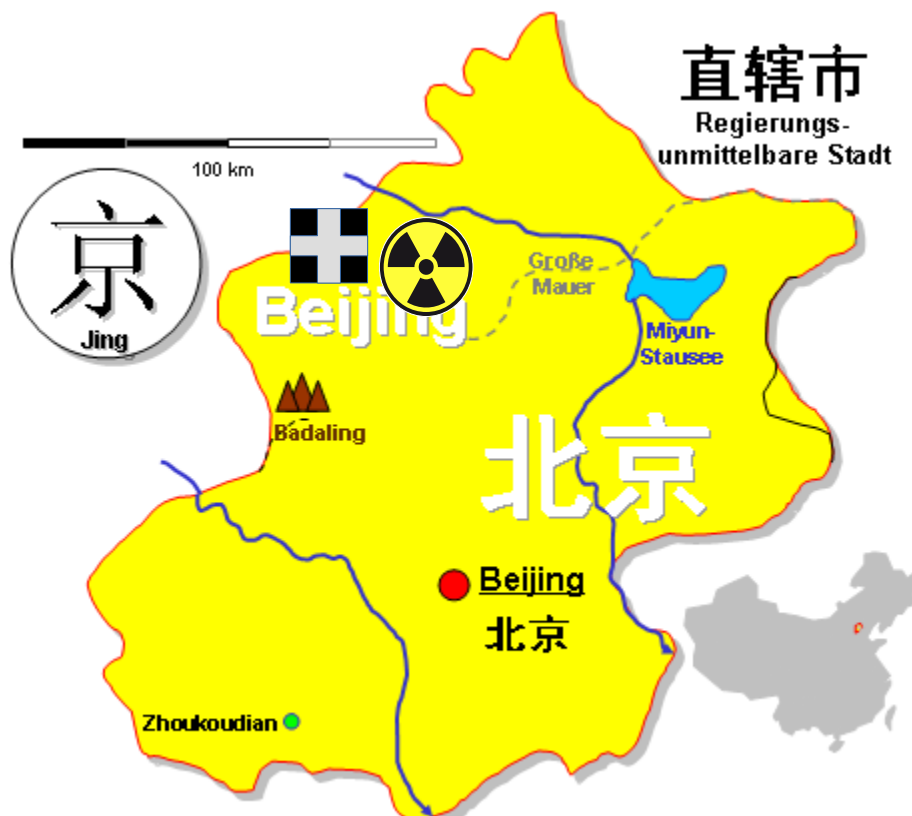 直辖市
Regierungs-
unmittelbare Stadt
100 km
京
Jing
Große
Mauer
Beijing
Miyun-
Stausee
Badaling
北京
Beijing
北京
Zhoukoudian